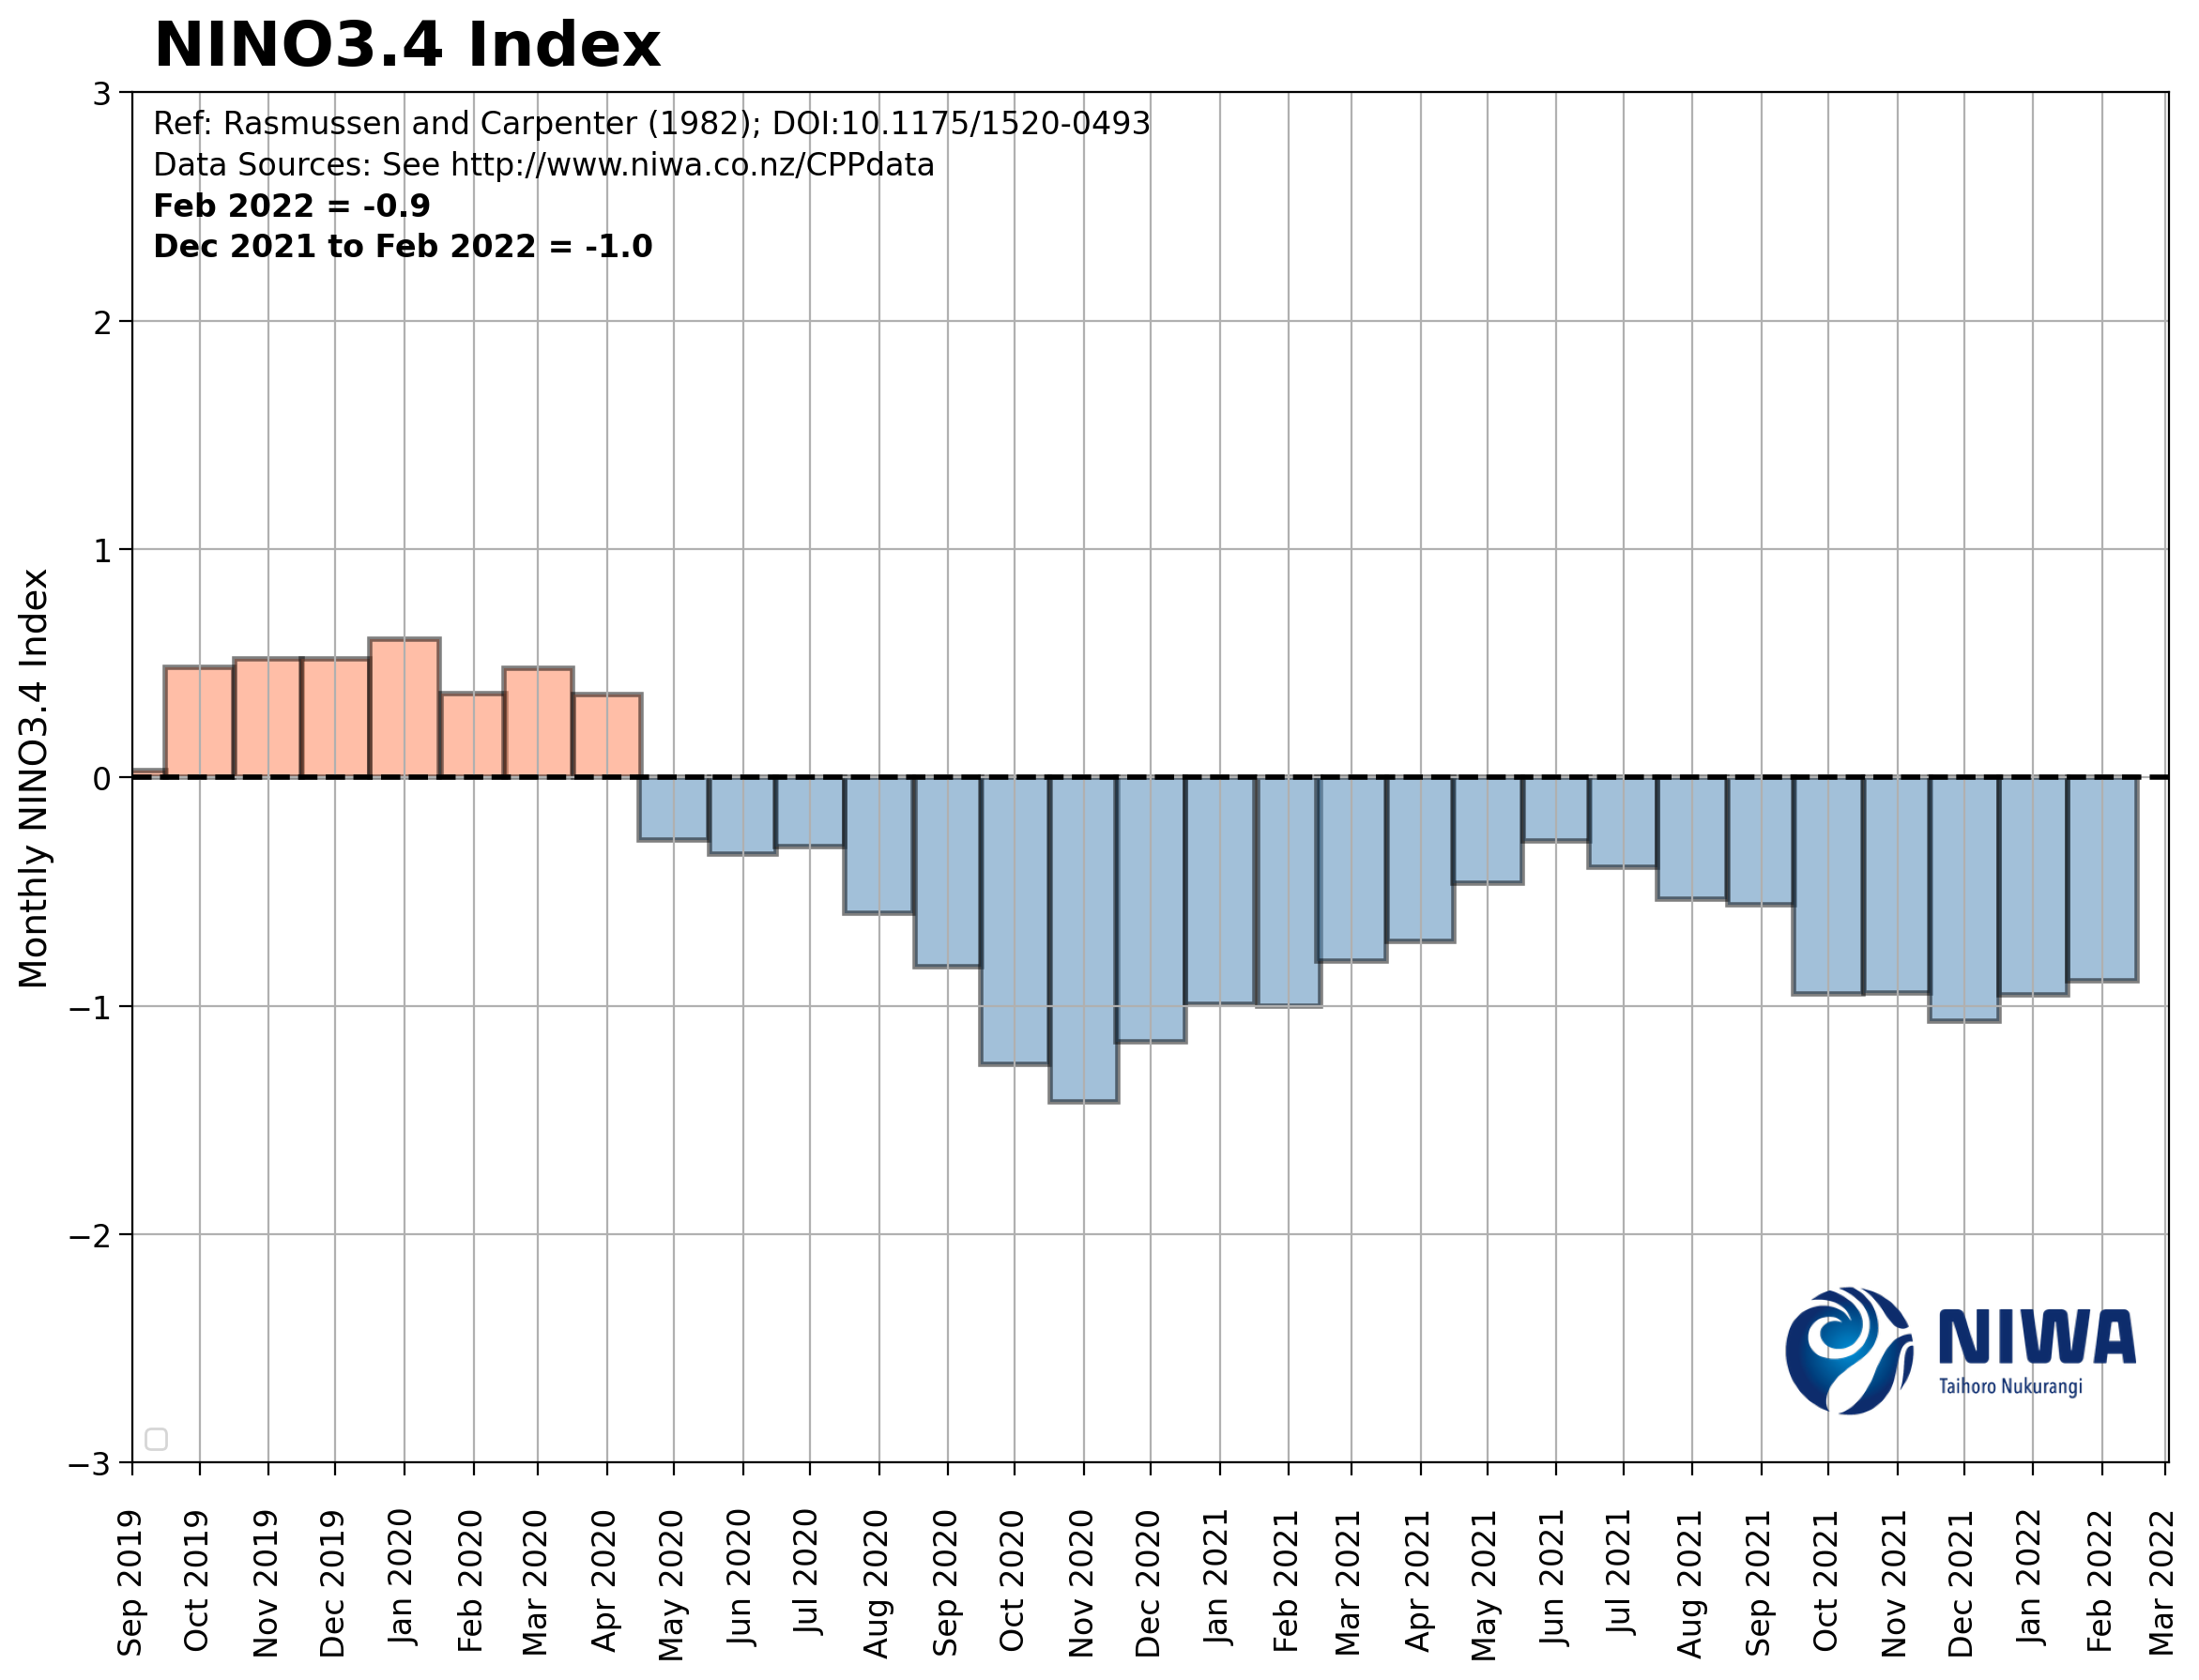 NINO3.4 Index
Ref: Rasmussen and Carpenter (1982); DOI:10.1175/1520-0493
Data Sources: See http://www.niwa.co.nz/CPPdata
Feb 2022 = -0.9
Dec 2021 to Feb 2022 = -1.0
Monthly NINO3.4 Index
3
2
1
0
−1
−2
−3
NIWA
Taihoro Nukurangi
Sep 2019
Oct 2019
Nov 2019
Dec 2019
Jan 2020
Feb 2020
Mar 2020
Apr 2020
May 2020
Jun 2020
Jul 2020
Aug 2020
Sep 2020
Oct 2020
Nov 2020
Dec 2020
Jan 2021
Feb 2021
Mar 2021
Apr 2021
May 2021
Jun 2021
Jul 2021
Aug 2021
Sep 2021
Oct 2021
Nov 2021
Dec 2021
Jan 2022
Feb 2022
Mar 2022